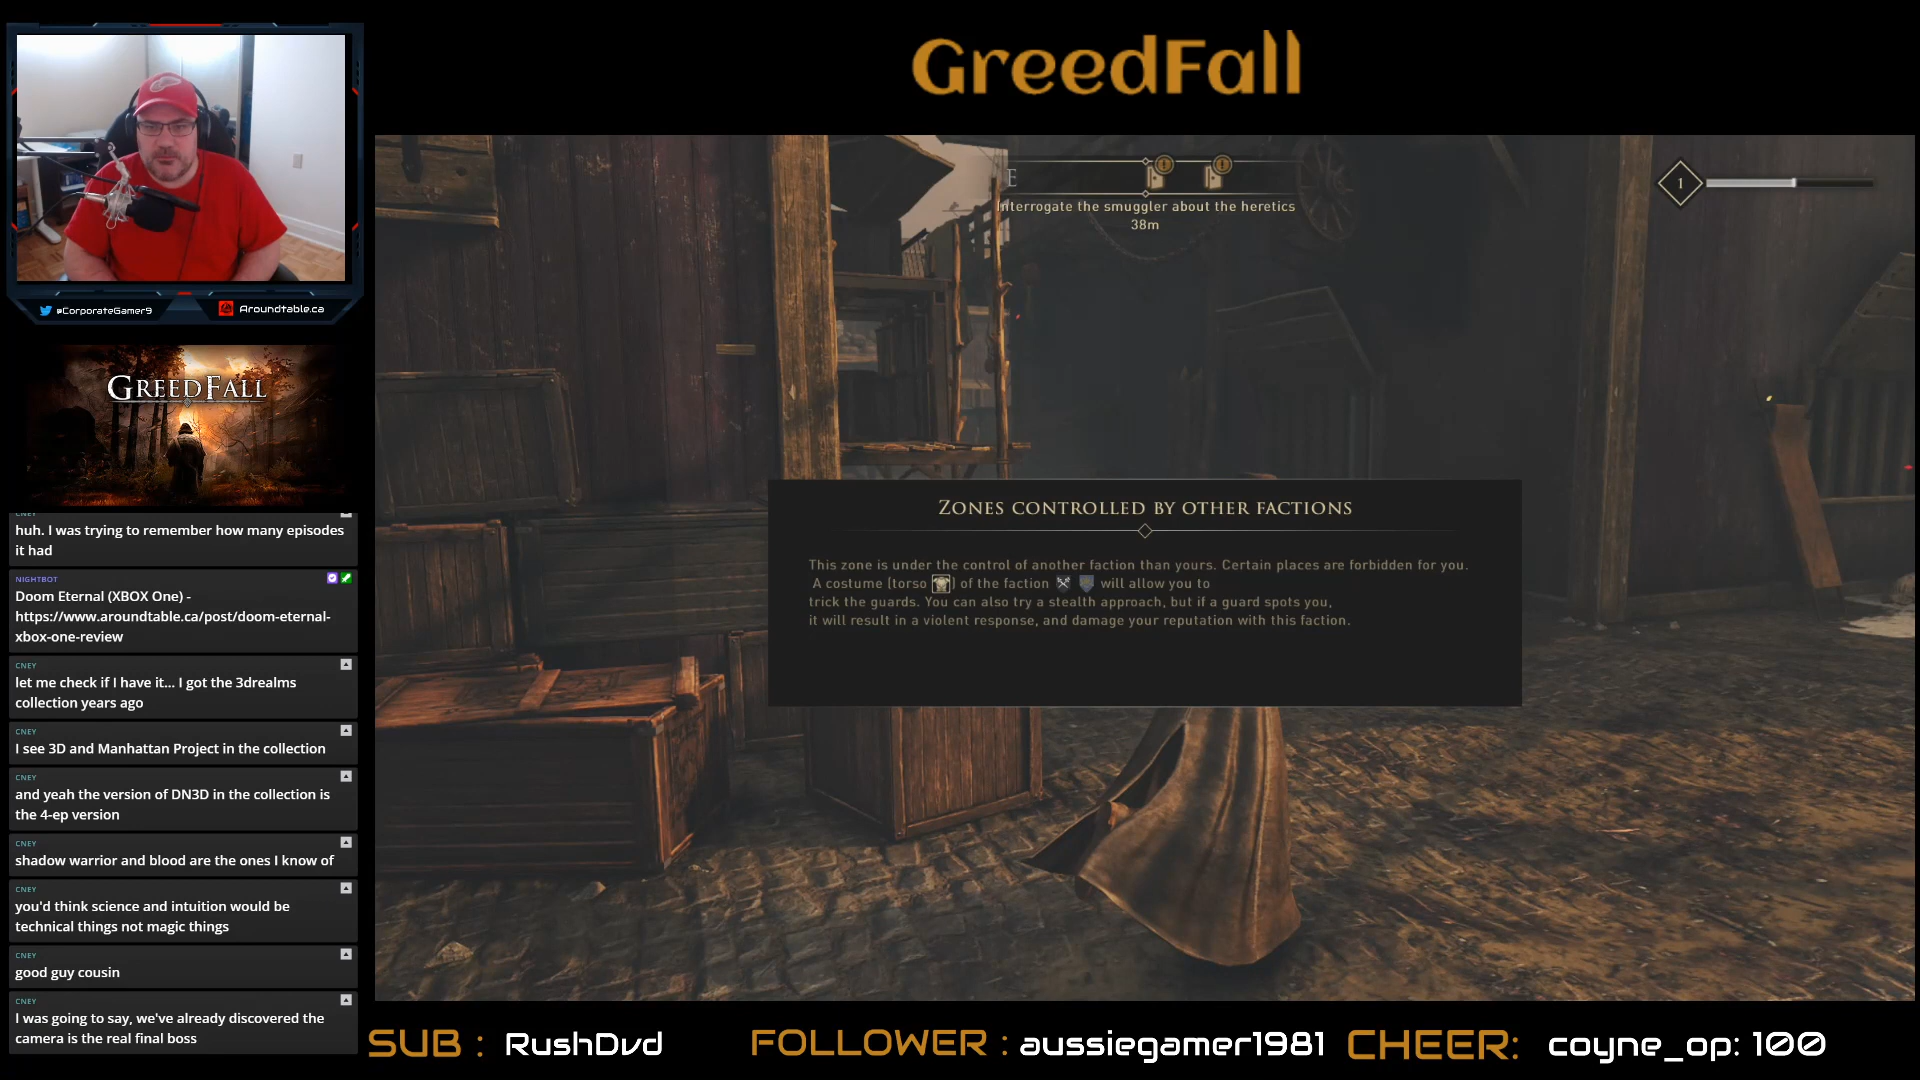 GreedFall
@CorporateGamer9
Aroundtable.ca
GREEDFALL
CNEY
huh. I was trying to remember how many episodes
it had
NIGHTBOT
Doom Eternal (XBOX One) -
https://www.aroundtable.ca/post/doom-eternal-
xbox-one-review
CNEY
let me check if I have it... I got the 3drealms
collection years ago
CNEY
I see 3D and Manhattan Project in the collection
CNEY
and yeah the version of DN3D in the collection is
the 4-ep version
CNEY
shadow warrior and blood are the ones I know of
CNEY
you'd think science and intuition would be
technical things not magic things
CNEY
good guy cousin
CNEY
I was going to say, we've already discovered the
camera is the real final boss
E
Interrogate the smuggler about the heretics
38m
1
ZONES CONTROLLED BY OTHER FACTIONS
This zone is under the control of another faction than yours. Certain places are forbidden for you.
A costume (torso ) of the faction will allow you to
trick the guards. You can also try a stealth approach, but if a guard spots you,
it will result in a violent response, and damage your reputation with this faction.
SUB : RushDvd FOLLOWER : aussiegamer1981 CHEER: coyne_op: 100